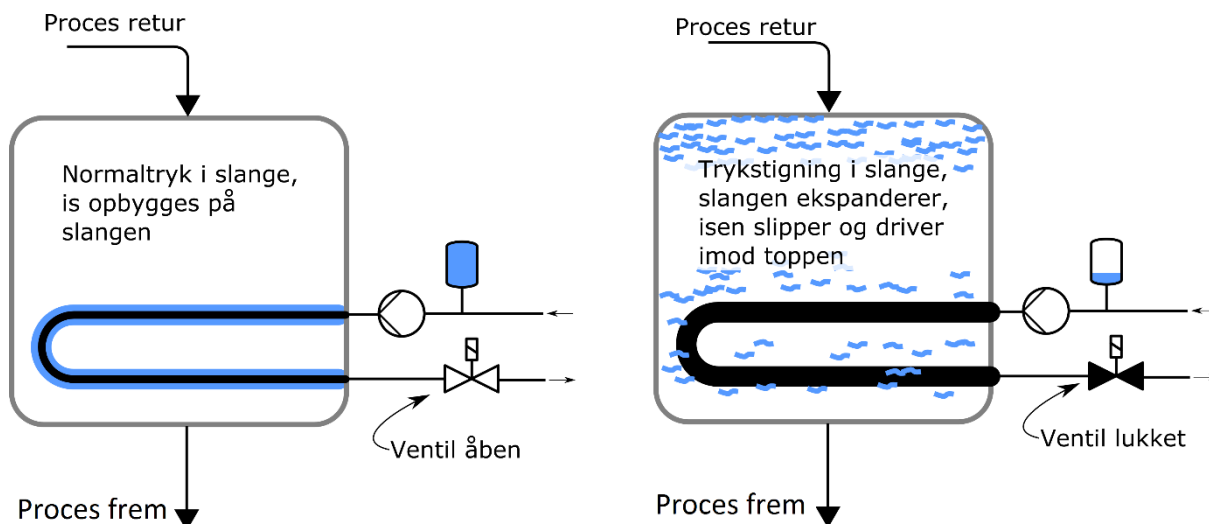 Proces retur
Normaltryk i slange,
is opbygges på
slangen
Ventil åben
Proces frem
Proces retur
Trykstigning i slange,
slangen ekspanderer,
isen slipper og driver
imod toppen
Ventil lukket
Proces frem